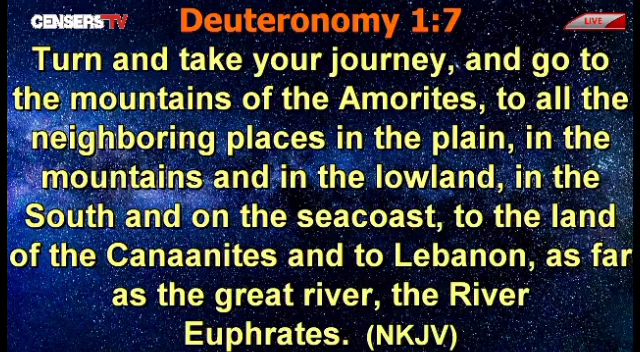 CENSERS TV
Deuteronomy 1:7
LIVE
Turn and take your journey, and go to
the mountains of the Amorites, to all the
neighboring places in the plain, in the
mountains and in the lowland, in the
South and on the seacoast, to the land
of the Canaanites and to Lebanon, as far
as the great river, the River
Euphrates. (NKJV)